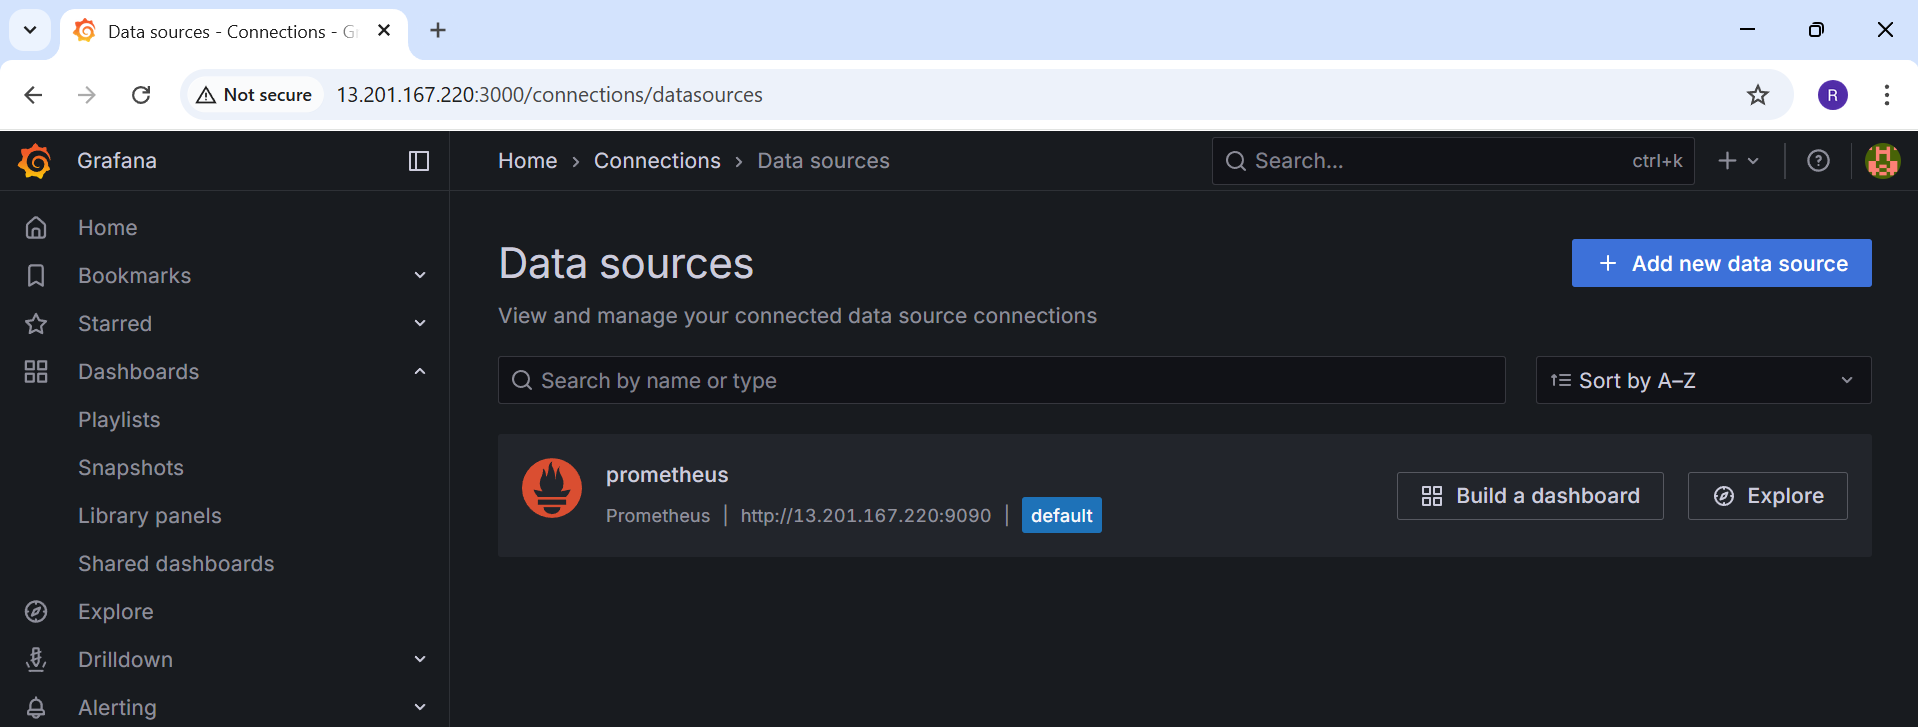 Data sources - Connections - G
Not secure
13.201.167.220:3000/connections/datasources
R
Grafana
Home › Connections › Data sources
Search...
ctrl+k
Home
Bookmarks
Starred
Dashboards
Playlists
Snapshots
Library panels
Shared dashboards
Explore
Drilldown
Alerting
Data sources
Add new data source
View and manage your connected data source connections
Search by name or type
Sort by A–Z
prometheus
Prometheus | http://13.201.167.220:9090 | default
Build a dashboard
Explore